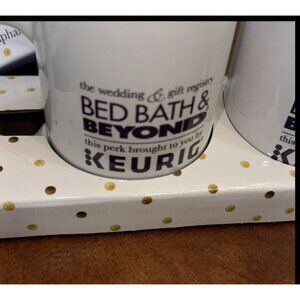 the wedding & gift registry
BED BATH &
BEYOND
this perk brought to you by
KEURIG